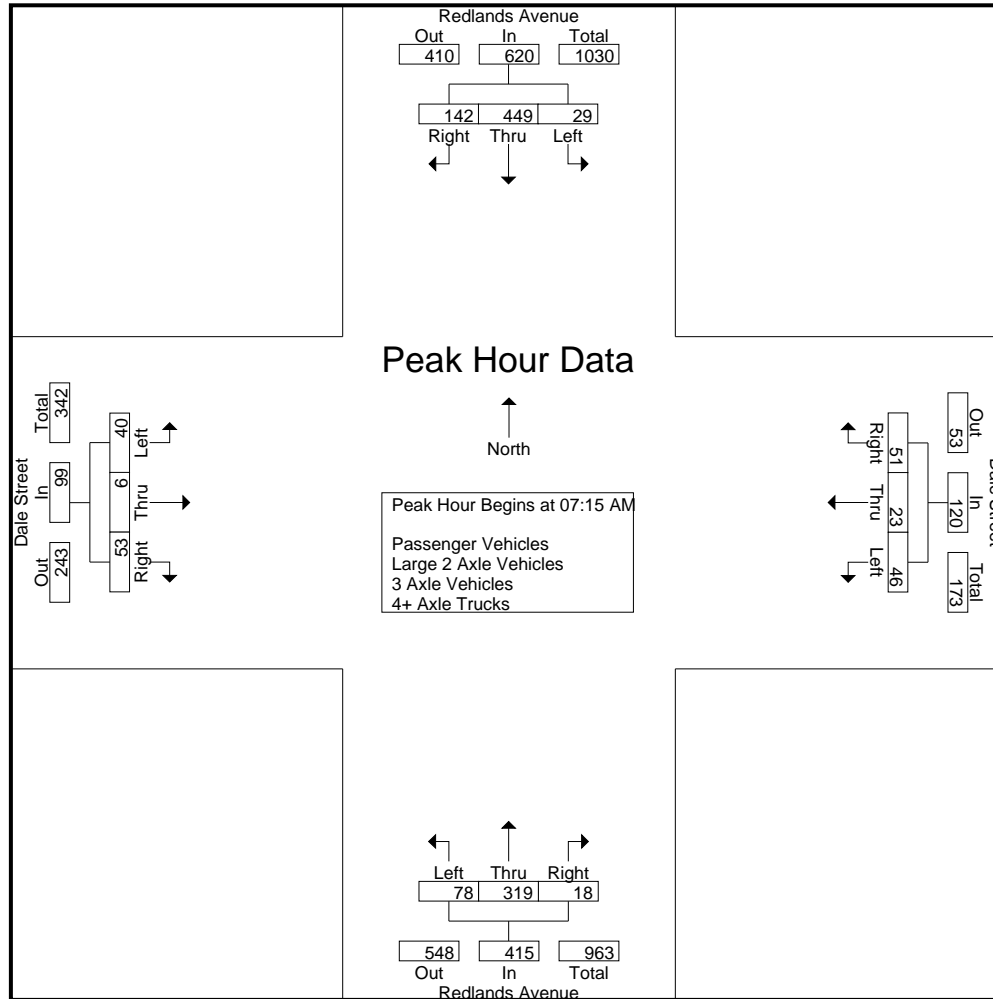 Redlands Avenue
Out In Total
410 620 1030
142 449 29
Right Thru Left
Peak Hour Data
North
Peak Hour Begins at 07:15 AM
Passenger Vehicles
Large 2 Axle Vehicles
3 Axle Vehicles
4+ Axle Trucks
Dale Street
Out In Total
243 99 342
Left Thru Right
40 6 53
Out In Total
53 120 173
Right Thru Left
51 23 46
Left Thru Right
78 319 18
548 415 963
Out In Total
Redlands Avenue